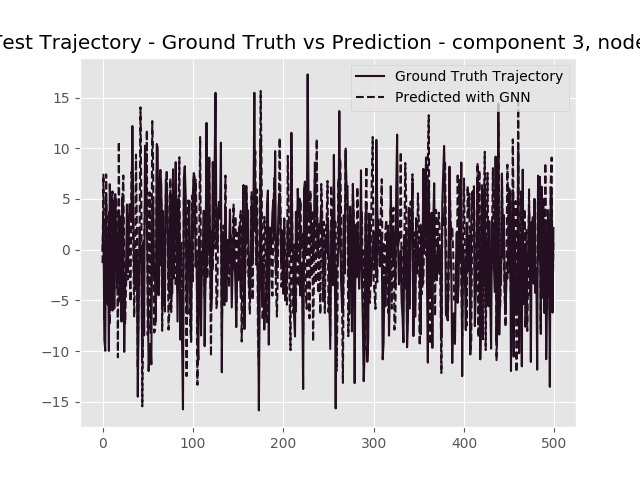 Test Trajectory - Ground Truth vs Prediction - component 3, node
Ground Truth Trajectory
Predicted with GNN
15
10
5
0
−5
−10
−15
0 100 200 300 400 500